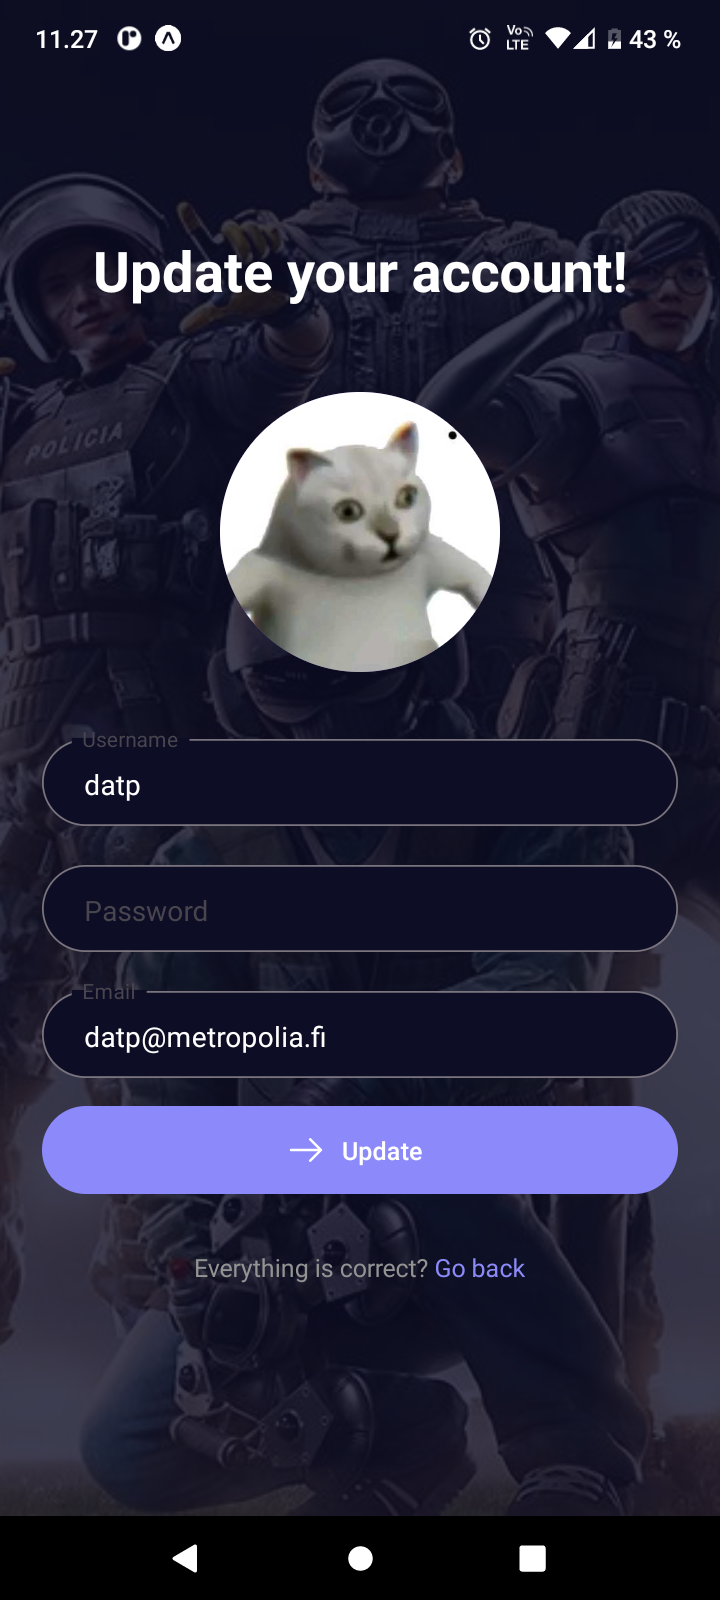 11.27 Vo LTE 43 %
Update your account!
POLICIA
Username
datp
Password
Email
datp@metropolia.fi
Update
Everything is correct? Go back